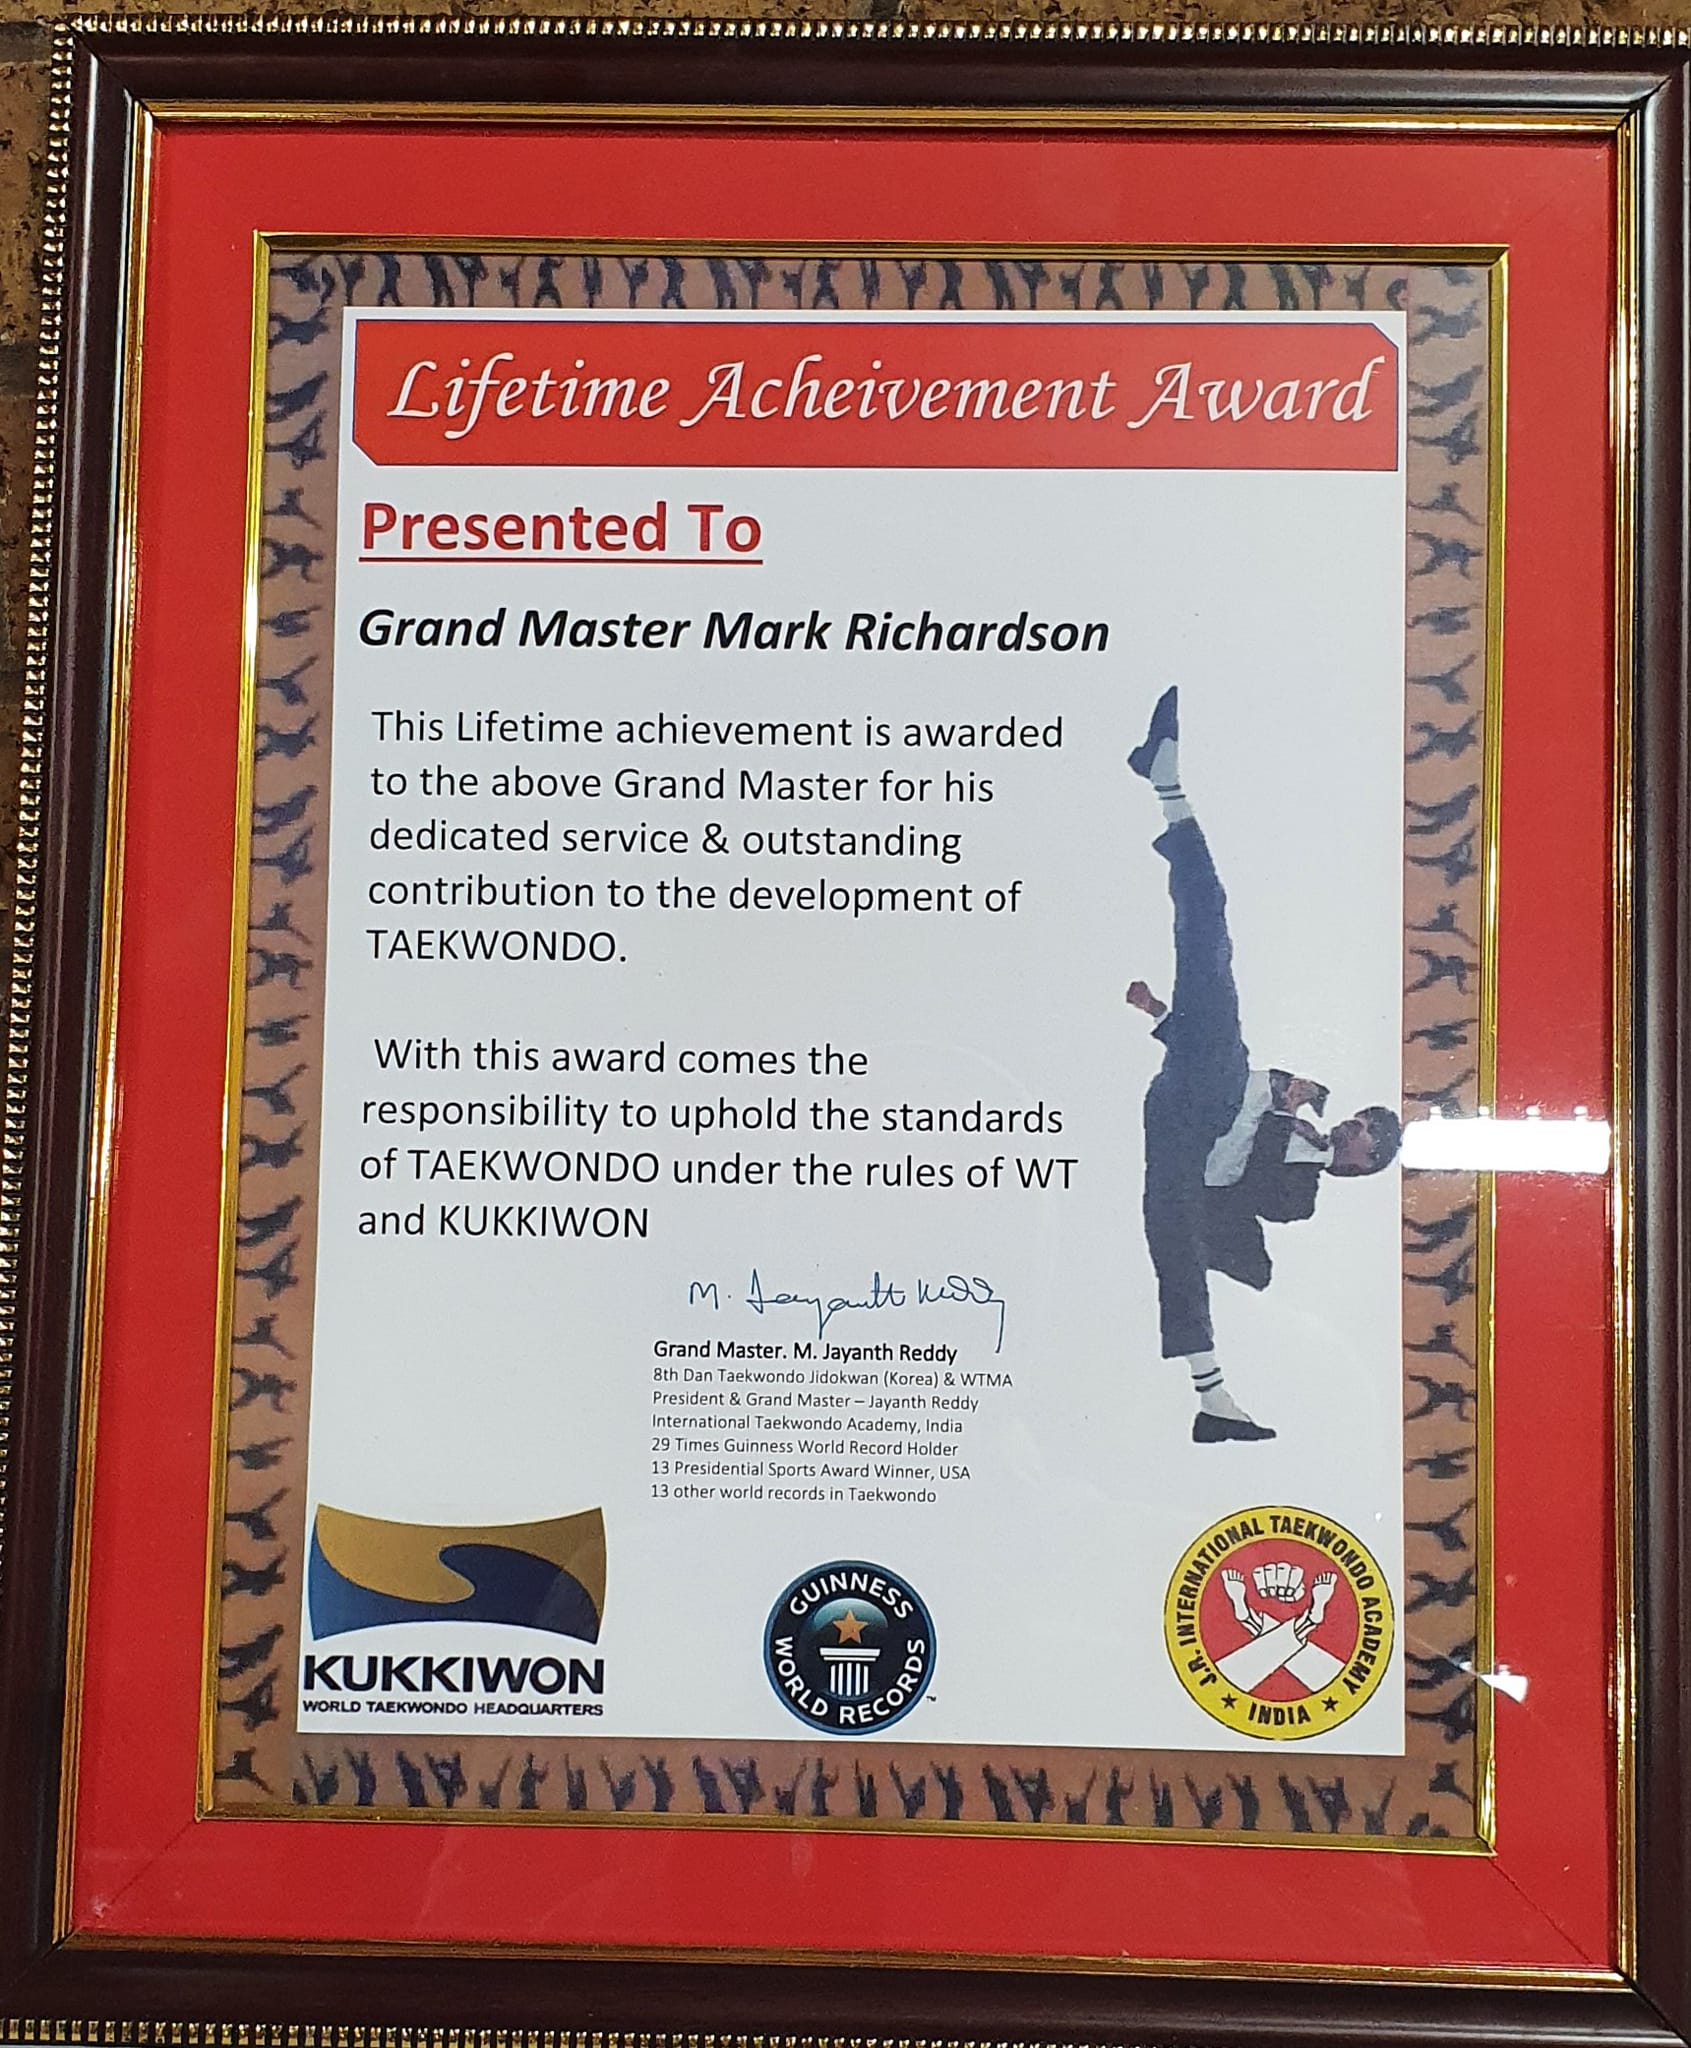 Lifetime Acheivement Award
Presented To
Grand Master Mark Richardson
This Lifetime achievement is awarded
to the above Grand Master for his
dedicated service & outstanding
contribution to the development of
TAEKWONDO.
With this award comes the
responsibility to uphold the standards
of TAEKWONDO under the rules of WT
and KUKKIWON
M. Jayanth Reddy
Grand Master. M. Jayanth Reddy
8th Dan Taekwondo Jidokwan (Korea) & WTMA
President & Grand Master – Jayanth Reddy
International Taekwondo Academy, India
29 Times Guinness World Record Holder
13 Presidential Sports Award Winner, USA
13 other world records in Taekwondo
KUKKIWON
WORLD TAEKWONDO HEADQUARTERS
GUINNESS
WORLD RECORDS™
J.R. INTERNATIONAL TAEKWONDO ACADEMY
★ INDIA ★